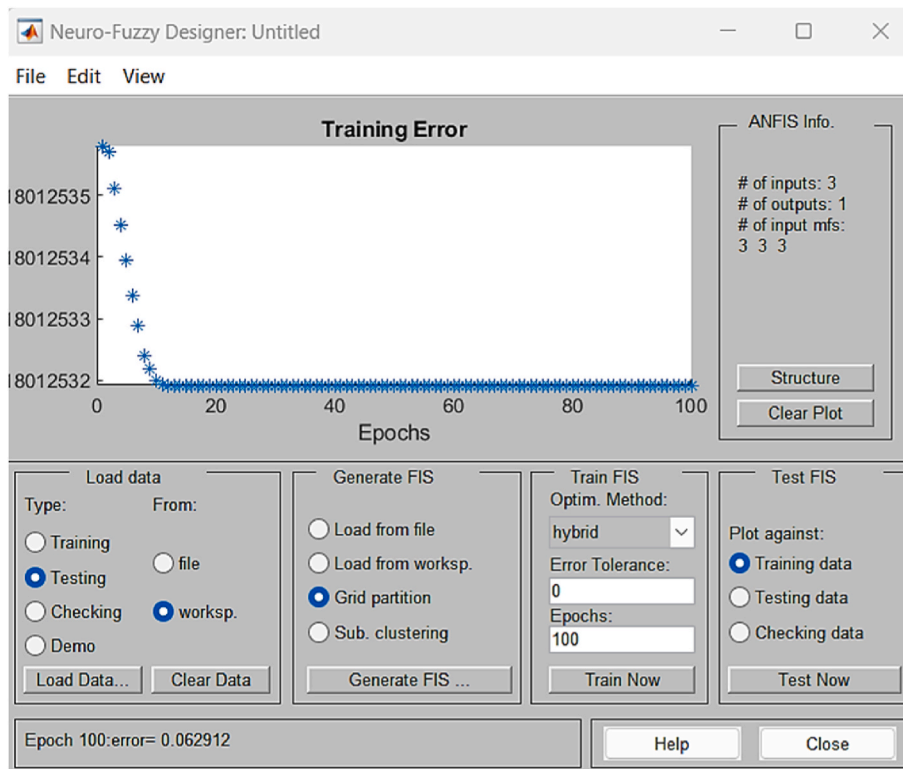 Neuro-Fuzzy Designer: Untitled
File Edit View
Training Error
18012535
18012534
18012533
18012532
0 20 40 60 80 100
Epochs
ANFIS Info.
# of inputs: 3
# of outputs: 1
# of input mfs:
3 3 3
Structure
Clear Plot
Load data
Type: From:
Training
Testing
Checking
Demo
file
worksp.
Load Data... Clear Data
Generate FIS
Load from file
Load from worksp.
Grid partition
Sub. clustering
Generate FIS ...
Train FIS
Optim. Method:
hybrid
Error Tolerance:
0
Epochs:
100
Train Now
Test FIS
Plot against:
Training data
Testing data
Checking data
Test Now
Epoch 100:error= 0.062912
Help Close